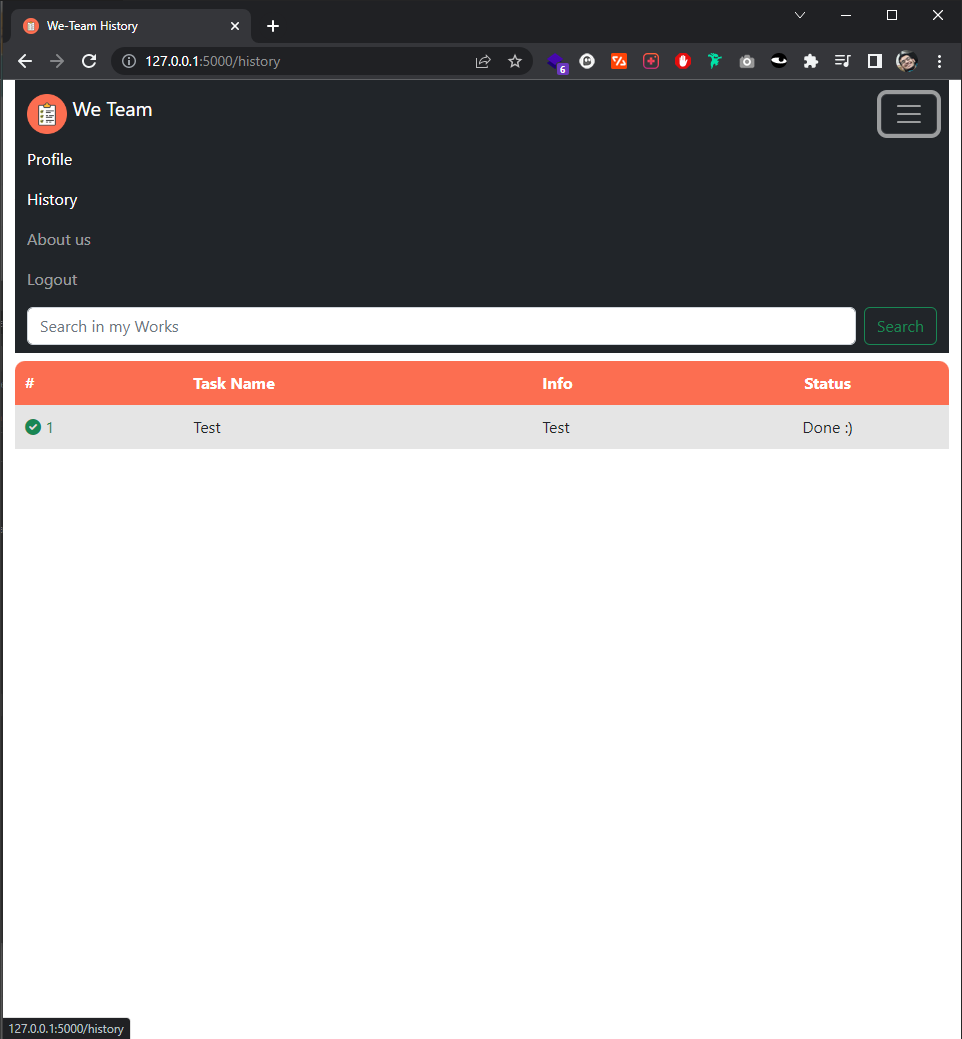 We-Team History
127.0.0.1:5000/history
6
We Team
Profile
History
About us
Logout
Search in my Works Search
# Task Name Info Status
1 Test Test Done :)
127.0.0.1:5000/history